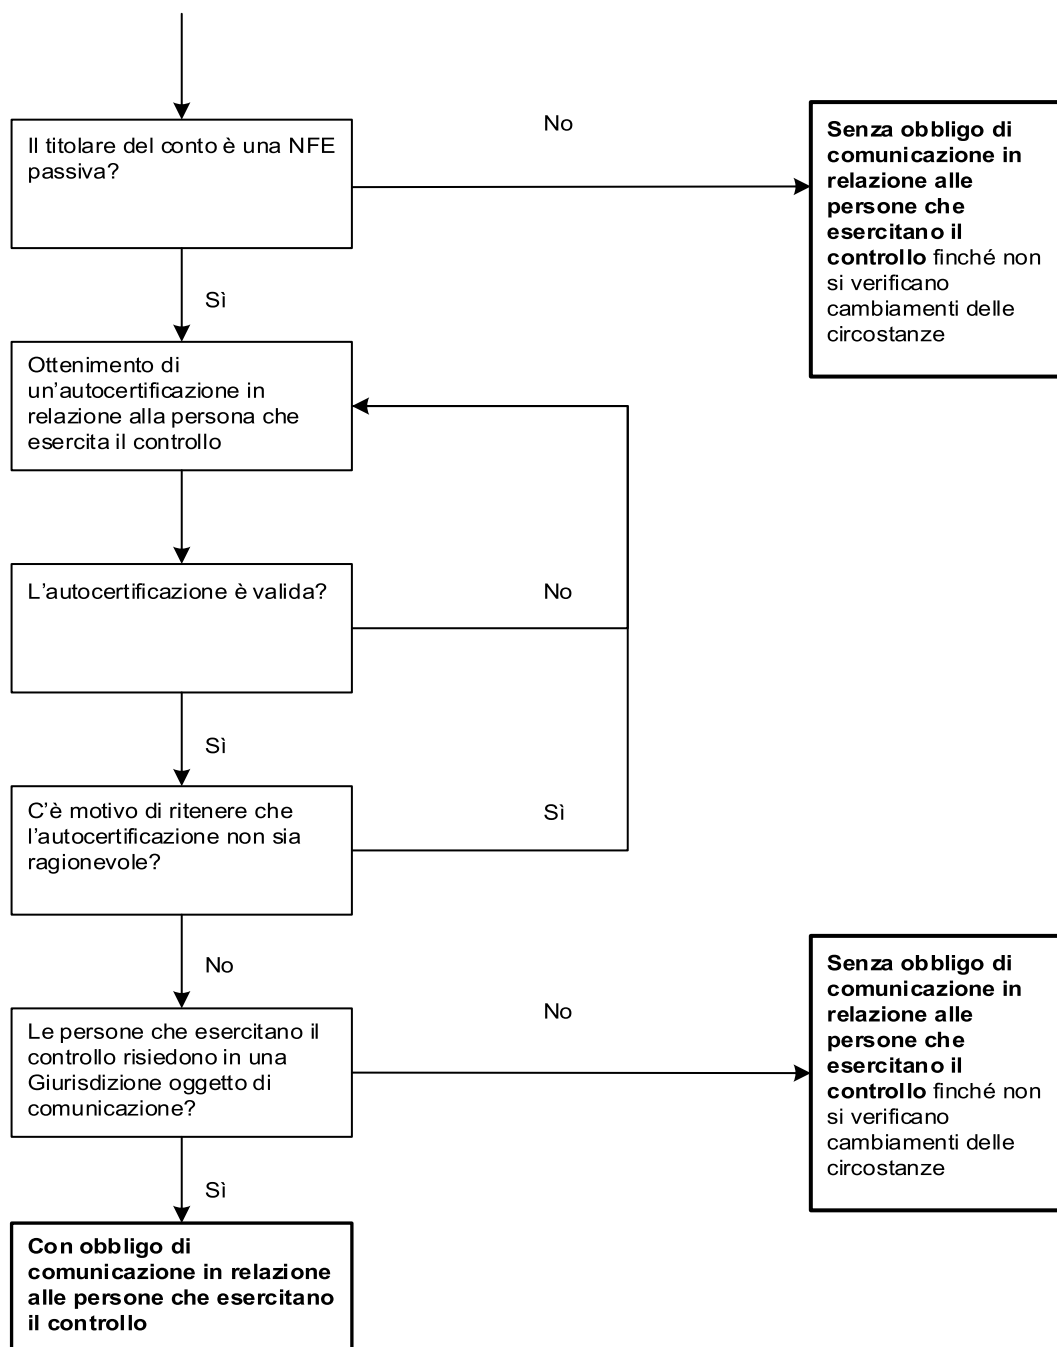 Il titolare del conto è una NFE
passiva?
No
Senza obbligo di
comunicazione in
relazione alle
persone che
esercitano il
controllo finché non
si verificano
cambiamenti delle
circostanze
Sì
Ottenimento di
un'autocertificazione in
relazione alla persona che
esercita il controllo
L'autocertificazione è valida?
No
Sì
C'è motivo di ritenere che
l'autocertificazione non sia
ragionevole?
Sì
No
Le persone che esercitano il
controllo risiedono in una
Giurisdizione oggetto di
comunicazione?
No
Senza obbligo di
comunicazione in
relazione alle
persone che
esercitano il
controllo finché non
si verificano
cambiamenti delle
circostanze
Sì
Con obbligo di
comunicazione in relazione
alle persone che esercitano
il controllo